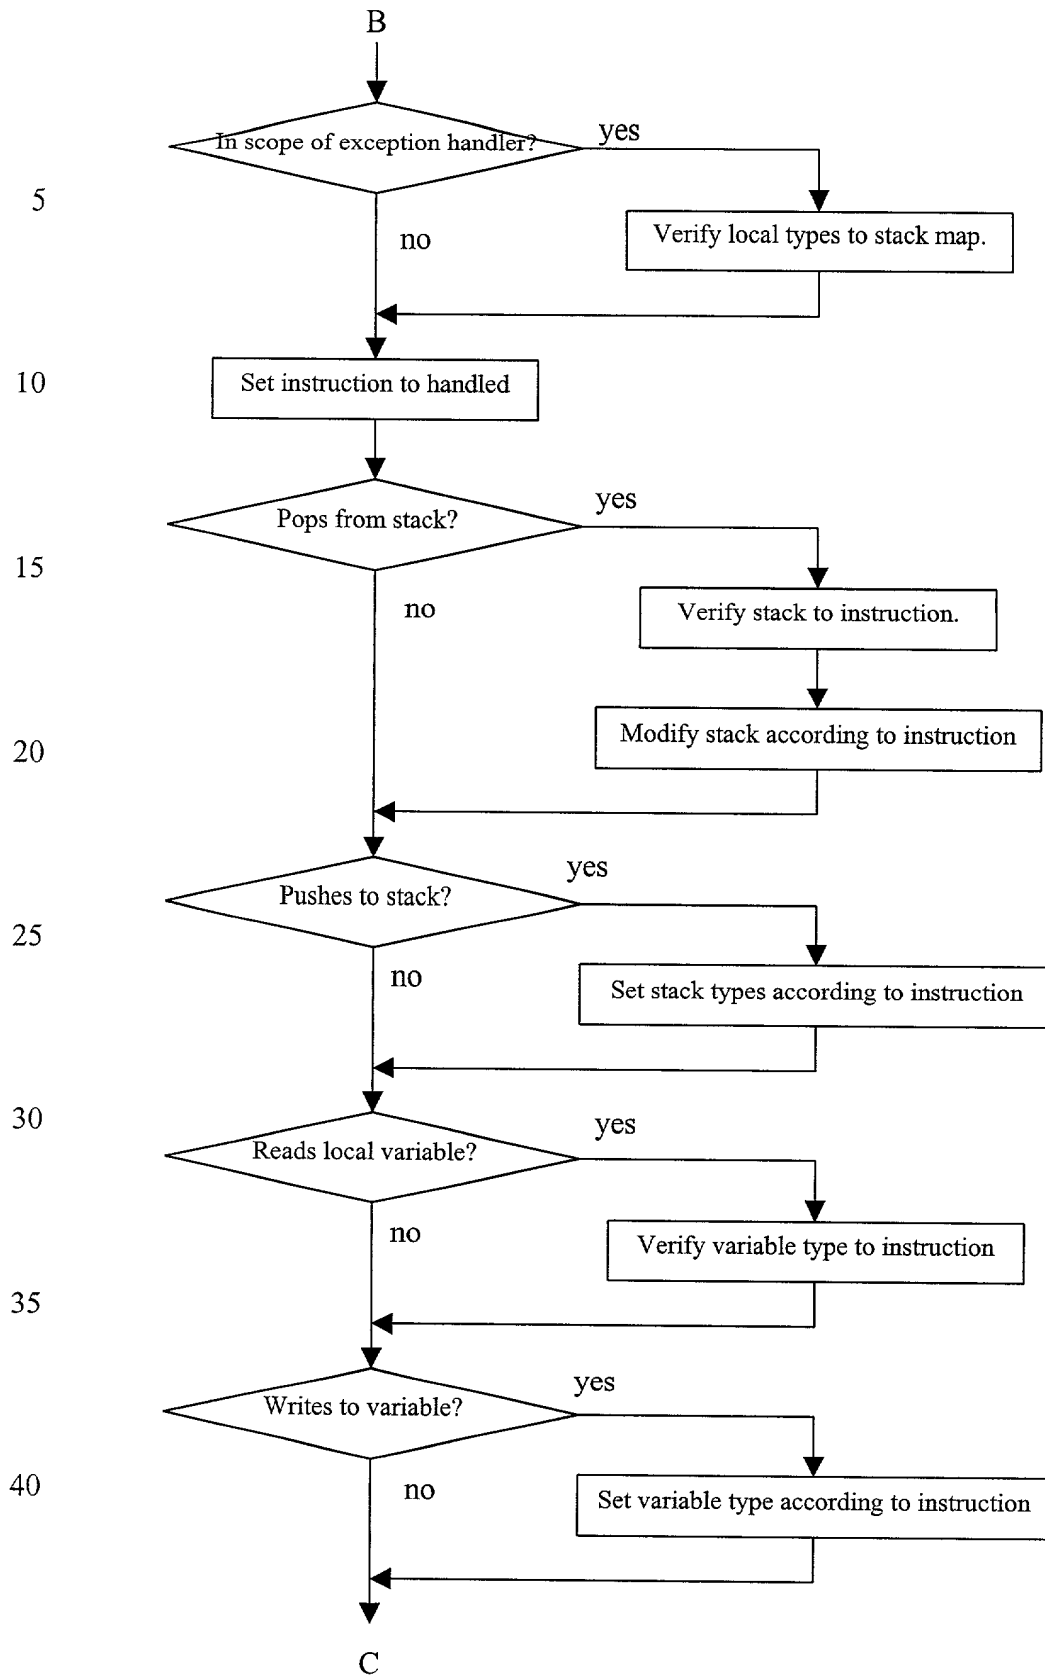 B
In scope of exception handler?
yes
5
no
Verify local types to stack map.
10
Set instruction to handled
Pops from stack?
yes
15
no
Verify stack to instruction.
20
Modify stack according to instruction
Pushes to stack?
yes
25
no
Set stack types according to instruction
30
Reads local variable?
yes
no
Verify variable type to instruction
35
Writes to variable?
yes
40
no
Set variable type according to instruction
C